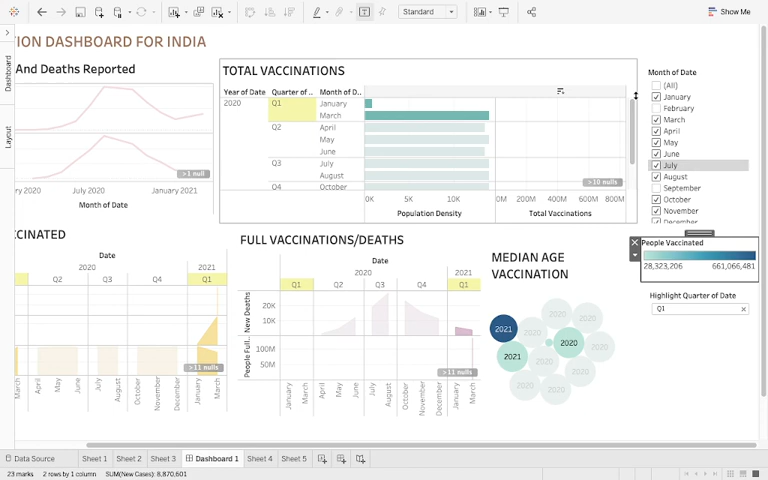 Standard
Show Me
Dashboard
Layout
TION DASHBOARD FOR INDIA
And Deaths Reported
>1 null
ry 2020
July 2020
January 2021
Month of Date
TOTAL VACCINATIONS
Year of Date
Quarter of ..
Month of D..
2020
Q1
January
March
Q2
April
May
June
Q3
July
August
Q4
October
>10 nulls
0K
5K
10K
0M
200M
400M
600M
800M
Population Density
Total Vaccinations
Month of Date
(All)
January
February
March
April
May
June
July
August
September
October
November
December
People Vaccinated
28,323,206
661,066,481
Highlight Quarter of Date
Q1
CCINATED
Date
2020
2021
Q2
Q3
Q4
Q1
>11 nulls
March
April
May
June
July
August
October
November
December
January
March
FULL VACCINATIONS/DEATHS
Date
2020
2021
Q1
Q2
Q3
Q4
Q1
New Deaths
20K
10K
People Full..
100M
50M
>11 nulls
January
March
April
May
June
July
August
October
November
December
January
March
MEDIAN AGE
VACCINATION
2020
2020
2021
2020
2020
2020
2021
2020
2020
2020
2020
Data Source
Sheet 1
Sheet 2
Sheet 3
Dashboard 1
Sheet 4
Sheet 5
23 marks
2 rows by 1 column
SUM(New Cases): 8,870,601